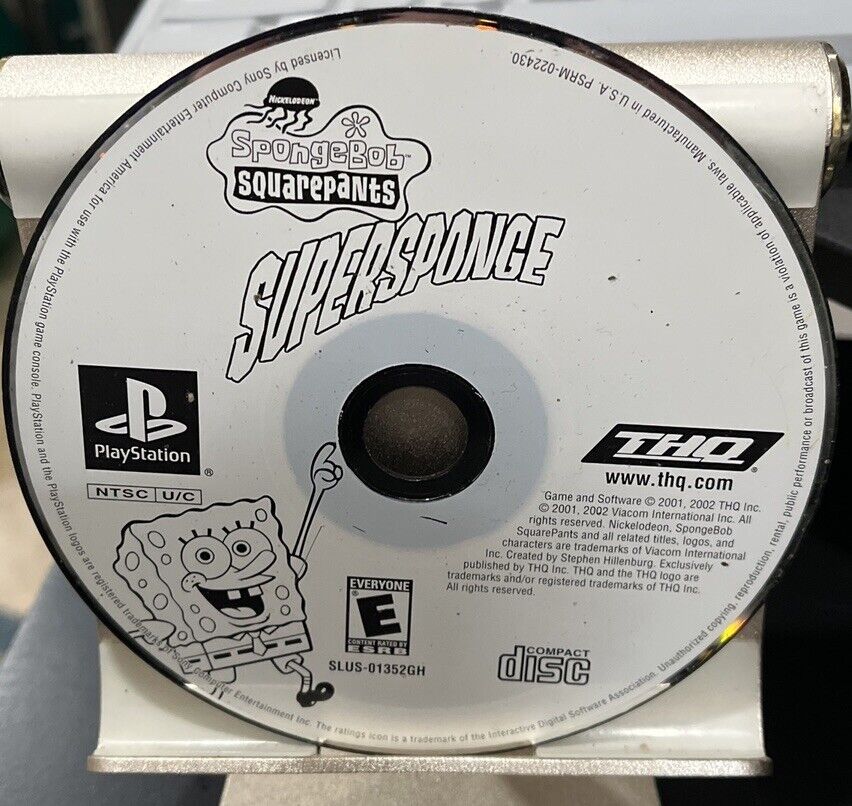 NICKELODEON™
SpongeBob™
SQUAREPANTS
SUPERSPONGE
PlayStation®
NTSC U/C
THQ®
www.thq.com
Game and Software © 2001, 2002 THQ Inc.
© 2001, 2002 Viacom International Inc. All
rights reserved. Nickelodeon, SpongeBob
SquarePants and all related titles, logos, and
characters are trademarks of Viacom International
Inc. Created by Stephen Hillenburg. Exclusively
published by THQ Inc. THQ and the THQ logo are
trademarks and/or registered trademarks of THQ Inc.
All rights reserved.
EVERYONE
E®
CONTENT RATED BY
ESRB
SLUS-01352GH
COMPACT
disc
Licensed by Sony Computer Entertainment America for use with the PlayStation game console. PlayStation and the PlayStation logos are registered trademarks of Sony Computer Entertainment Inc. The ratings icon is a trademark of the Interactive Digital Software Association. Unauthorized copying, reproduction, rental, public performance or broadcast of this game is a violation of applicable laws. Manufactured in U.S.A. PSRM-022430.